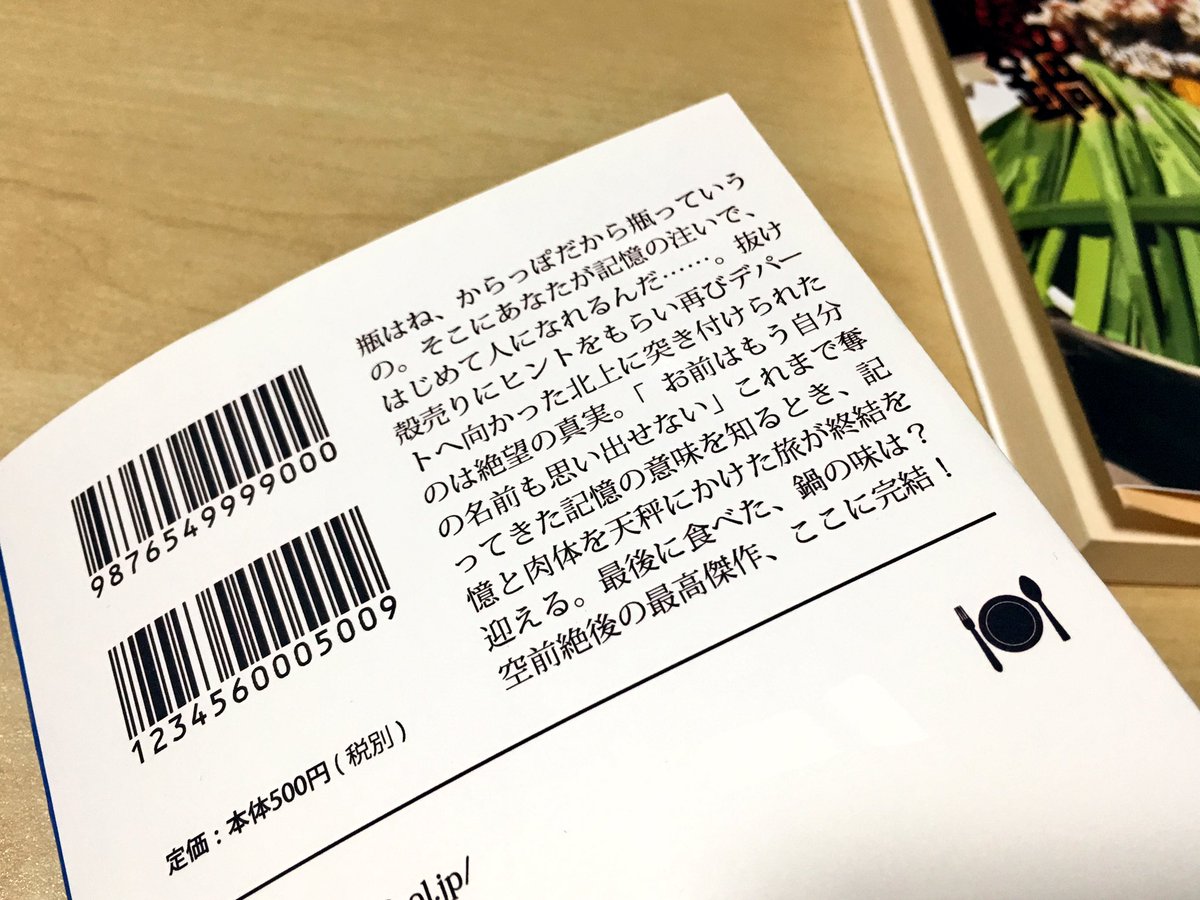 瓶はね、からっぽだから瓶っていう
の。そこにあなたが記憶の注いで、
はじめて人になれるんだ……。抜け
殻売りにヒントをもらい再びデパー
トへ向かった北上に突き付けられた
のは絶望の真実。「お前はもう自分
の名前も思い出せない」これまで奪
ってきた記憶の意味を知るとき、記
憶と肉体を天秤にかけた旅が終結を
迎える。最後に食べた、鍋の味は？
空前絶後の最高傑作、ここに完結！
9876549999000
1234560005009
定価：本体500円(税別)
ol.jp/
鍋